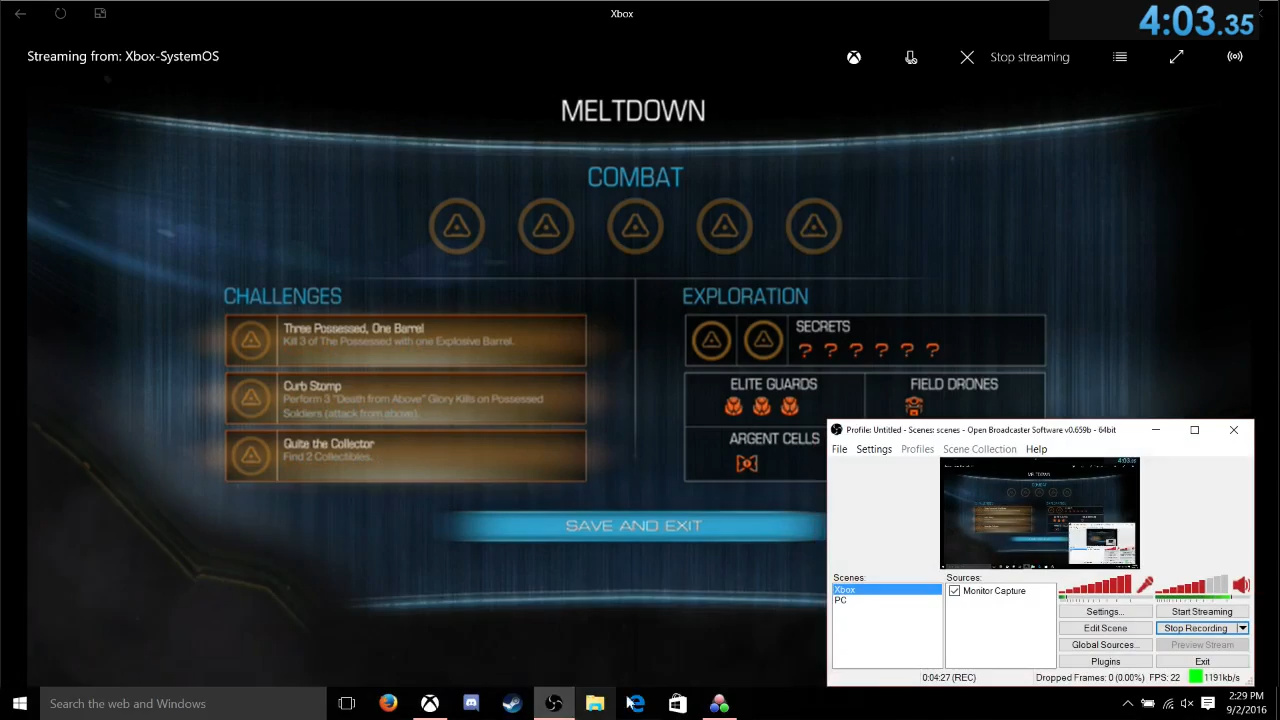 Xbox
4:03.35
Streaming from: Xbox-SystemOS
Stop streaming
MELTDOWN
COMBAT
CHALLENGES
EXPLORATION
Three Possessed, One Barrel
Kill 3 of The Possessed with one Explosive Barrel.
SECRETS
? ? ? ? ? ?
Curb Stomp
Perform 3 "Death from Above" Glory Kills on Possessed
Soldiers (attack from above).
ELITE GUARDS
FIELD DRONES
Quite the Collector
Find 2 Collectibles.
ARGENT CELLS
SAVE AND EXIT
Profile: Untitled - Scenes: scenes - Open Broadcaster Software v0.659b - 64bit
File Settings Profiles Scene Collection Help
Scenes:
Sources:
Xbox
PC
Monitor Capture
Settings...
Start Streaming
Edit Scene
Stop Recording
Global Sources...
Preview Stream
Plugins
Exit
0:04:27 (REC)
Dropped Frames: 0 (0.00%)
FPS: 22
1191kb/s
Search the web and Windows
2:29 PM
9/2/2016